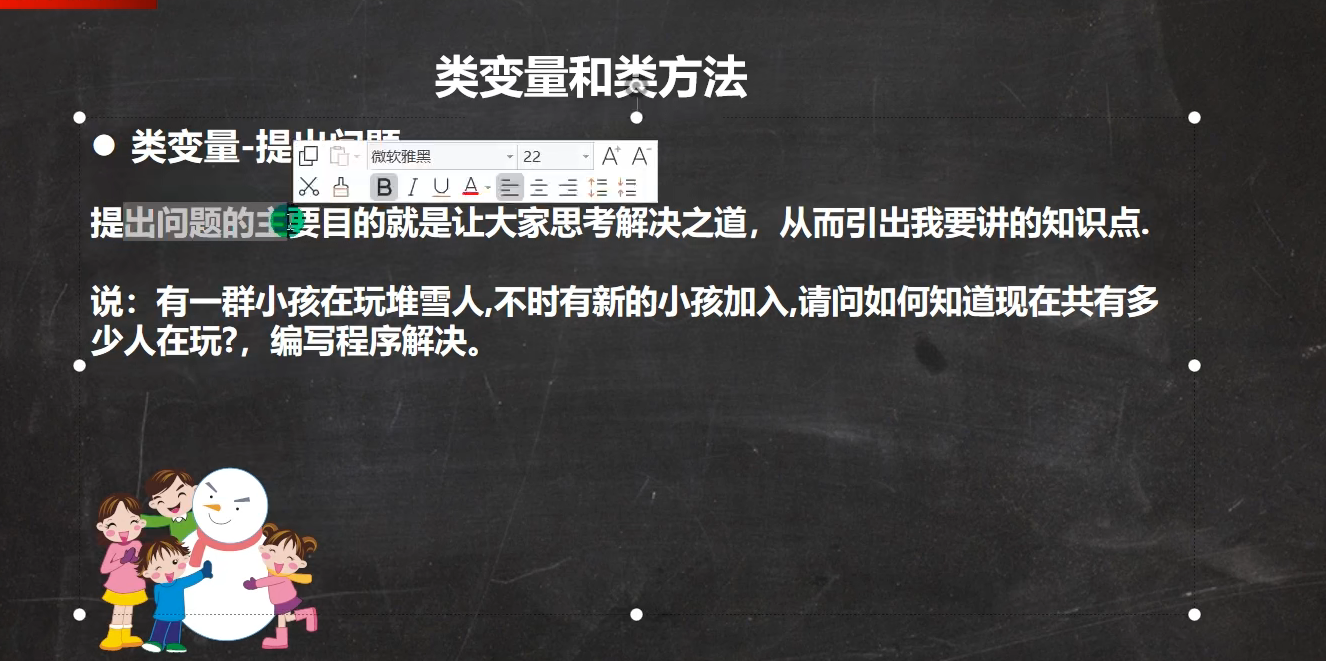 类变量和类方法
类变量-提出问题
微软雅黑 22
B I U A
提出问题的主要目的就是让大家思考解决之道，从而引出我要讲的知识点.
说：有一群小孩在玩堆雪人,不时有新的小孩加入,请问如何知道现在共有多
少人在玩?，编写程序解决。